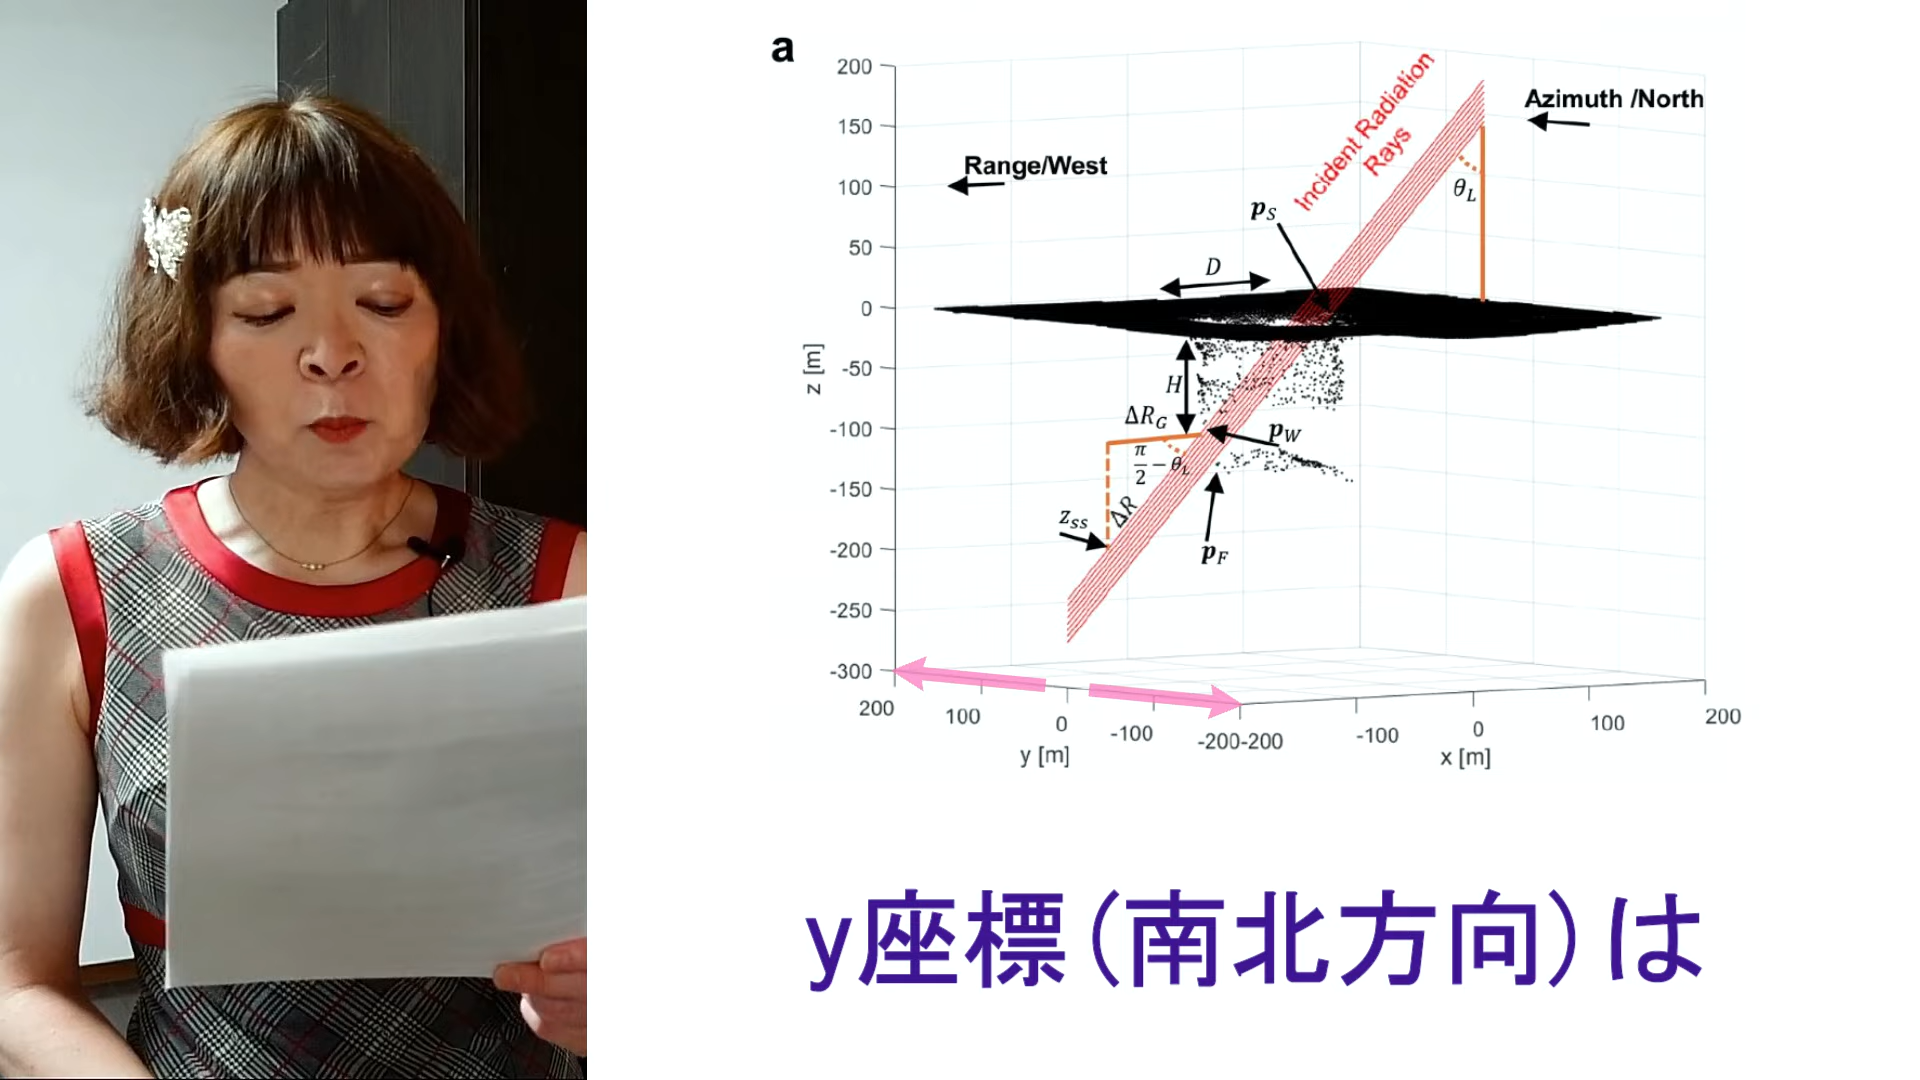 a
200
150
100
50
0
-50
-100
-150
-200
-250
-300
z [m]
Range/West
Azimuth /North
Incident Radiation
Rays
θL
pS
D
H
ΔRG
π/2 − θL
pW
ΔR
zss
pF
200
100
0
-100
-200
-200
-100
0
100
200
y [m]
x [m]
y座標(南北方向)は